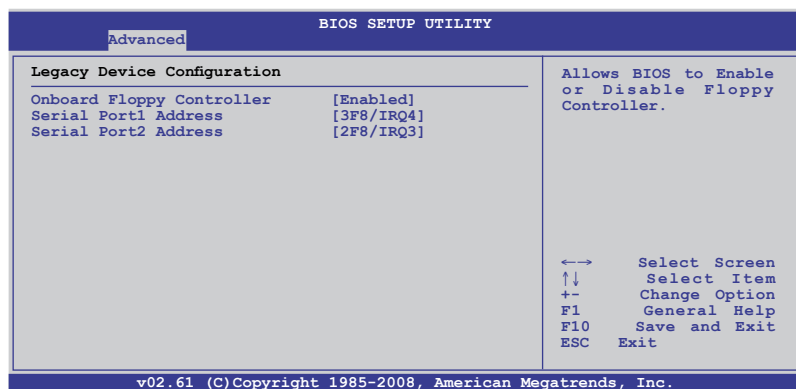 BIOS SETUP UTILITY
Advanced
Legacy Device Configuration
Onboard Floppy Controller [Enabled]
Serial Port1 Address [3F8/IRQ4]
Serial Port2 Address [2F8/IRQ3]
Allows BIOS to Enable
or Disable Floppy
Controller.
←→ Select Screen
↑↓ Select Item
+- Change Option
F1 General Help
F10 Save and Exit
ESC Exit
v02.61 (C)Copyright 1985-2008, American Megatrends, Inc.